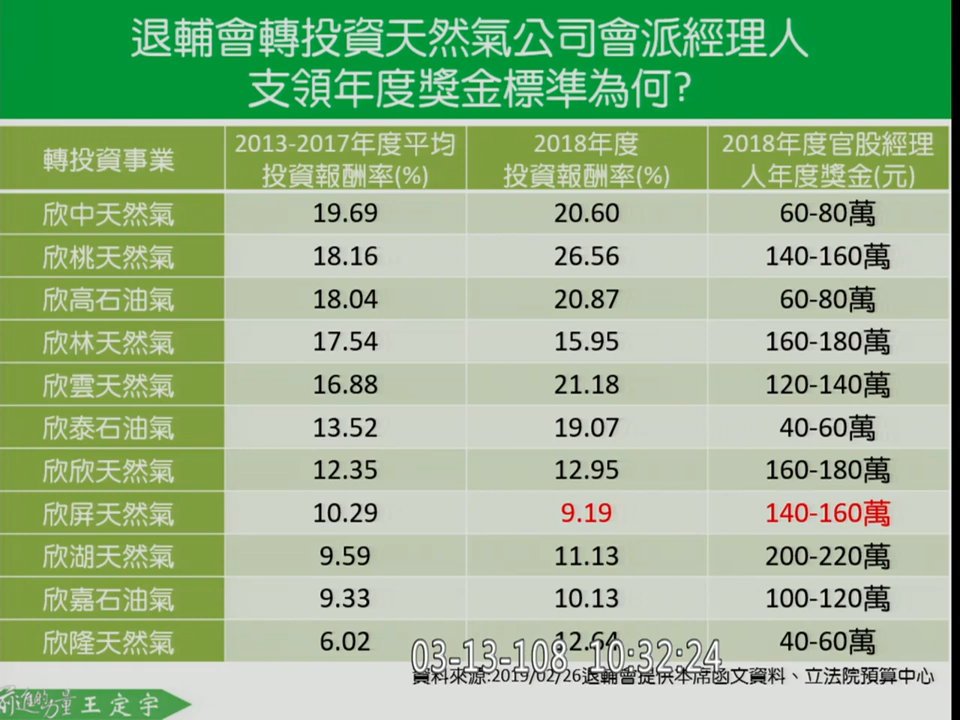 退輔會轉投資天然氣公司會派經理人
支領年度獎金標準為何?
轉投資事業 2013-2017年度平均投資報酬率(%) 2018年度投資報酬率(%) 2018年度官股經理人年度獎金(元)
欣中天然氣 19.69 20.60 60-80萬
欣桃天然氣 18.16 26.56 140-160萬
欣高石油氣 18.04 20.87 60-80萬
欣林天然氣 17.54 15.95 160-180萬
欣雲天然氣 16.88 21.18 120-140萬
欣泰石油氣 13.52 19.07 40-60萬
欣欣天然氣 12.35 12.95 160-180萬
欣屏天然氣 10.29 9.19 140-160萬
欣湖天然氣 9.59 11.13 200-220萬
欣嘉石油氣 9.33 10.13 100-120萬
欣隆天然氣 6.02 12.64 40-60萬
03-13-108 10:32:24
資料來源:2019/02/26退輔會提供本席函文資料、立法院預算中心
前進的力量 王定宇